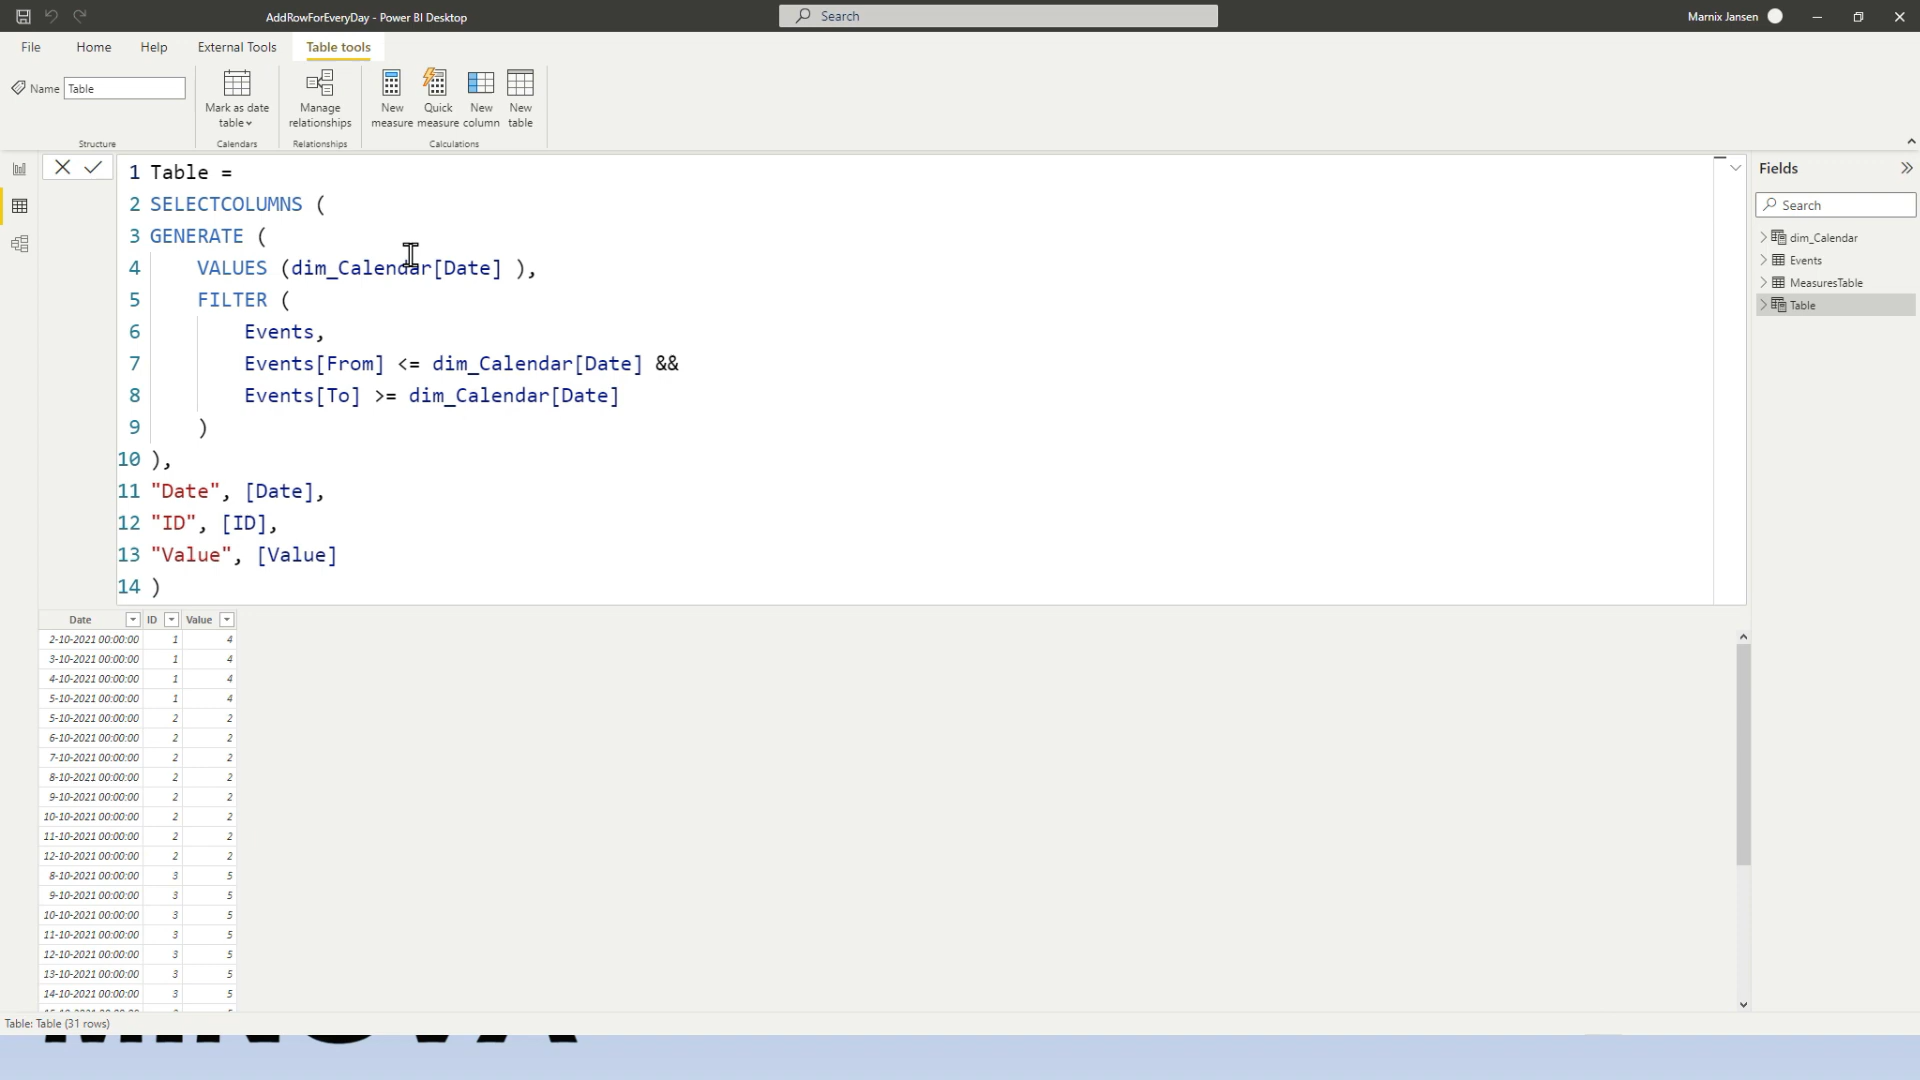 AddRowForEveryDay - Power BI Desktop
Search
Marnix Jansen
File
Home
Help
External Tools
Table tools
Name
Table
Mark as date table
Manage relationships
New measure
Quick measure
New column
New table
Structure
Calendars
Relationships
Calculations
1 Table =
2 SELECTCOLUMNS (
3 GENERATE (
4 VALUES (dim_Calendar[Date] ),
5 FILTER (
6 Events,
7 Events[From] <= dim_Calendar[Date] &&
8 Events[To] >= dim_Calendar[Date]
9 )
10 ),
11 "Date", [Date],
12 "ID", [ID],
13 "Value", [Value]
14 )
Fields
Search
dim_Calendar
Events
MeasuresTable
Table
Date ID Value
2-10-2021 00:00:00 1 4
3-10-2021 00:00:00 1 4
4-10-2021 00:00:00 1 4
5-10-2021 00:00:00 1 4
5-10-2021 00:00:00 2 2
6-10-2021 00:00:00 2 2
7-10-2021 00:00:00 2 2
8-10-2021 00:00:00 2 2
9-10-2021 00:00:00 2 2
10-10-2021 00:00:00 2 2
11-10-2021 00:00:00 2 2
12-10-2021 00:00:00 2 2
8-10-2021 00:00:00 3 5
9-10-2021 00:00:00 3 5
10-10-2021 00:00:00 3 5
11-10-2021 00:00:00 3 5
12-10-2021 00:00:00 3 5
13-10-2021 00:00:00 3 5
14-10-2021 00:00:00 3 5
Table: Table (31 rows)